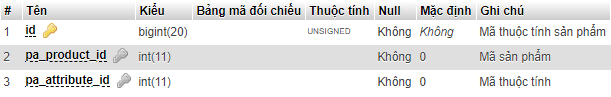 # Tên Kiểu Bảng mã đối chiếu Thuộc tính Null Mặc định Ghi chú
1 id bigint(20) UNSIGNED Không Không Mã thuộc tính sản phẩm
2 pa_product_id int(11) Không 0 Mã sản phẩm
3 pa_attribute_id int(11) Không 0 Mã thuộc tính